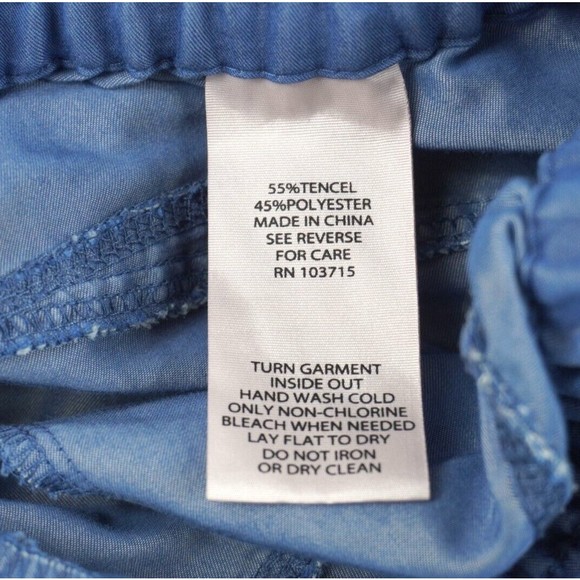 55%TENCEL
45%POLYESTER
MADE IN CHINA
SEE REVERSE
FOR CARE
RN 103715
TURN GARMENT
INSIDE OUT
HAND WASH COLD
ONLY NON-CHLORINE
BLEACH WHEN NEEDED
LAY FLAT TO DRY
DO NOT IRON
OR DRY CLEAN